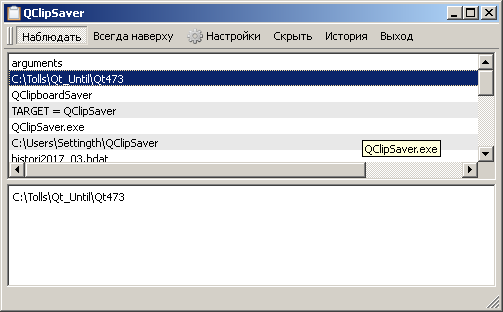 QClipSaver
Наблюдать Всегда наверху Настройки Скрыть История Выход
arguments
C:\Tolls\Qt_Until\Qt473
QClipboardSaver
TARGET = QClipSaver
QClipSaver.exe
C:\Users\Settingth\QClipSaver
QClipSaver.exe
histori2017_03.hdat
C:\Tolls\Qt_Until\Qt473